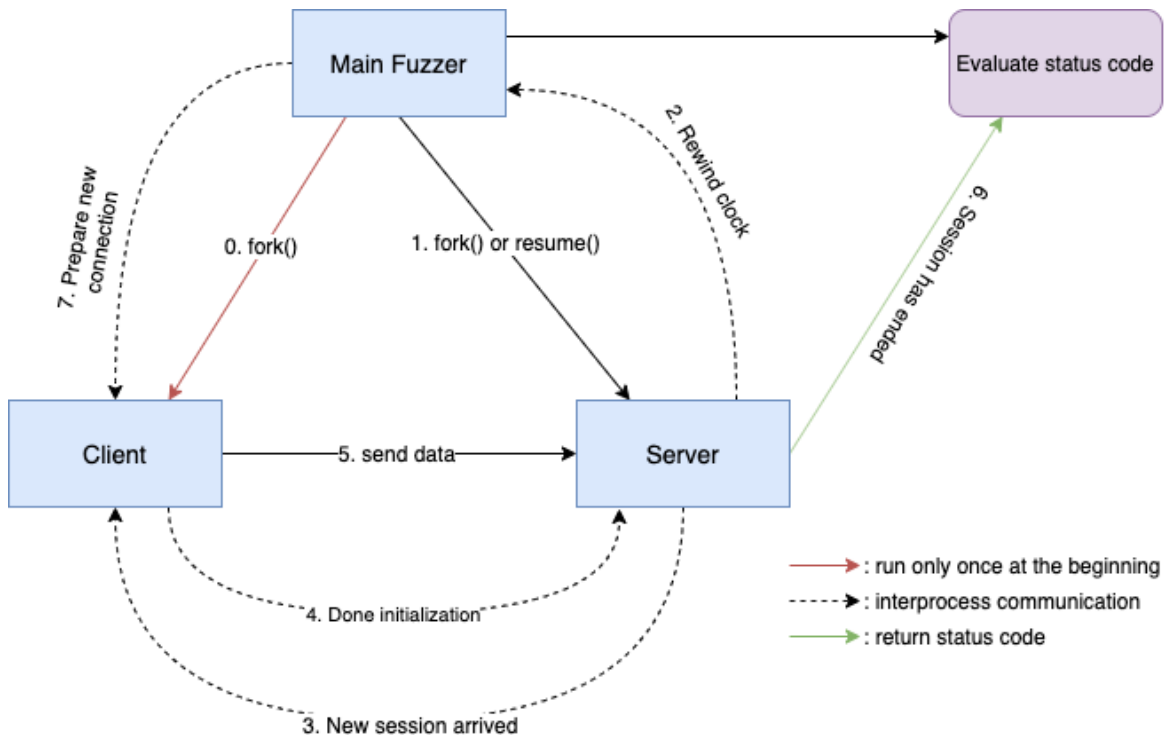 Main Fuzzer
Evaluate status code
2. Rewind clock
7. Prepare new
connection
0. fork()
1. fork() or resume()
6. Session has
ended
Client
5. send data
Server
: run only once at the beginning
: interprocess communication
4. Done initialization
: return status code
3. New session arrived